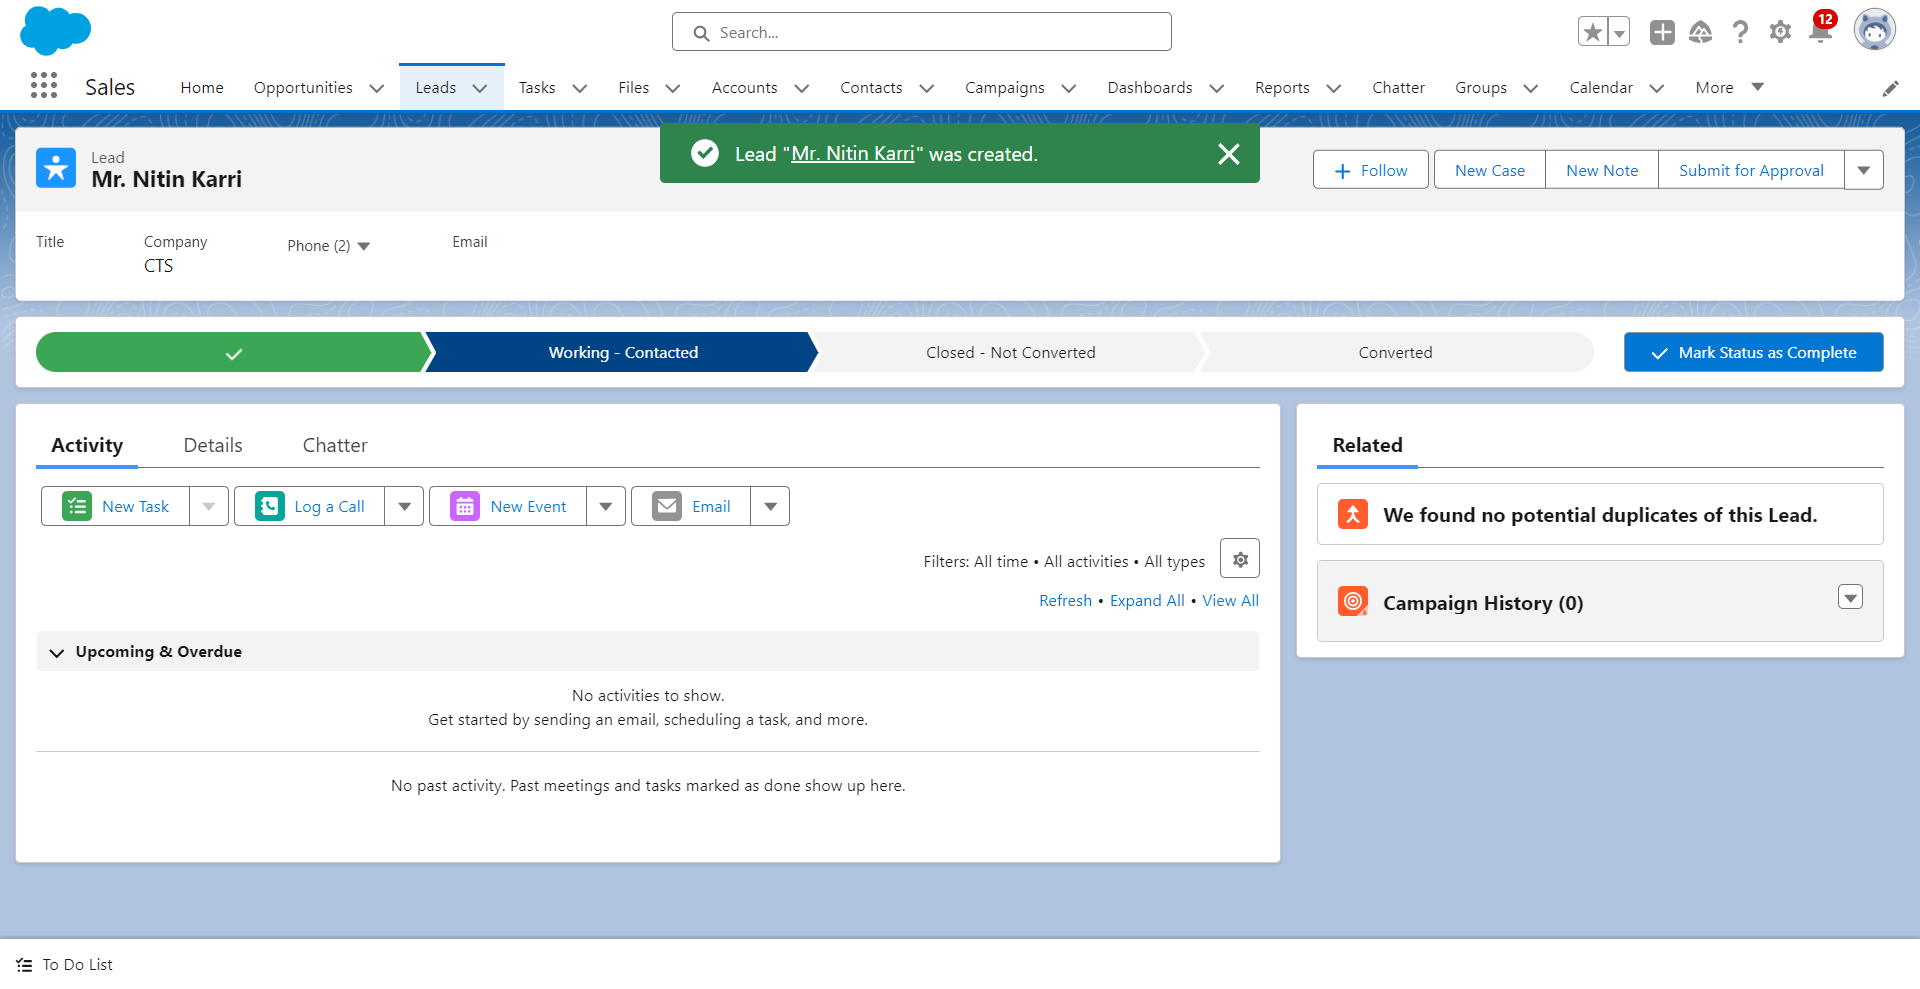 Search...
12
Sales
Home
Opportunities
Leads
Tasks
Files
Accounts
Contacts
Campaigns
Dashboards
Reports
Chatter
Groups
Calendar
More
Lead "Mr. Nitin Karri" was created.
Lead
Mr. Nitin Karri
Follow
New Case
New Note
Submit for Approval
Title
Company
Phone (2)
Email
CTS
Working - Contacted
Closed - Not Converted
Converted
Mark Status as Complete
Activity
Details
Chatter
Related
New Task
Log a Call
New Event
Email
We found no potential duplicates of this Lead.
Filters: All time • All activities • All types
Refresh • Expand All • View All
Campaign History (0)
Upcoming & Overdue
No activities to show.
Get started by sending an email, scheduling a task, and more.
No past activity. Past meetings and tasks marked as done show up here.
To Do List